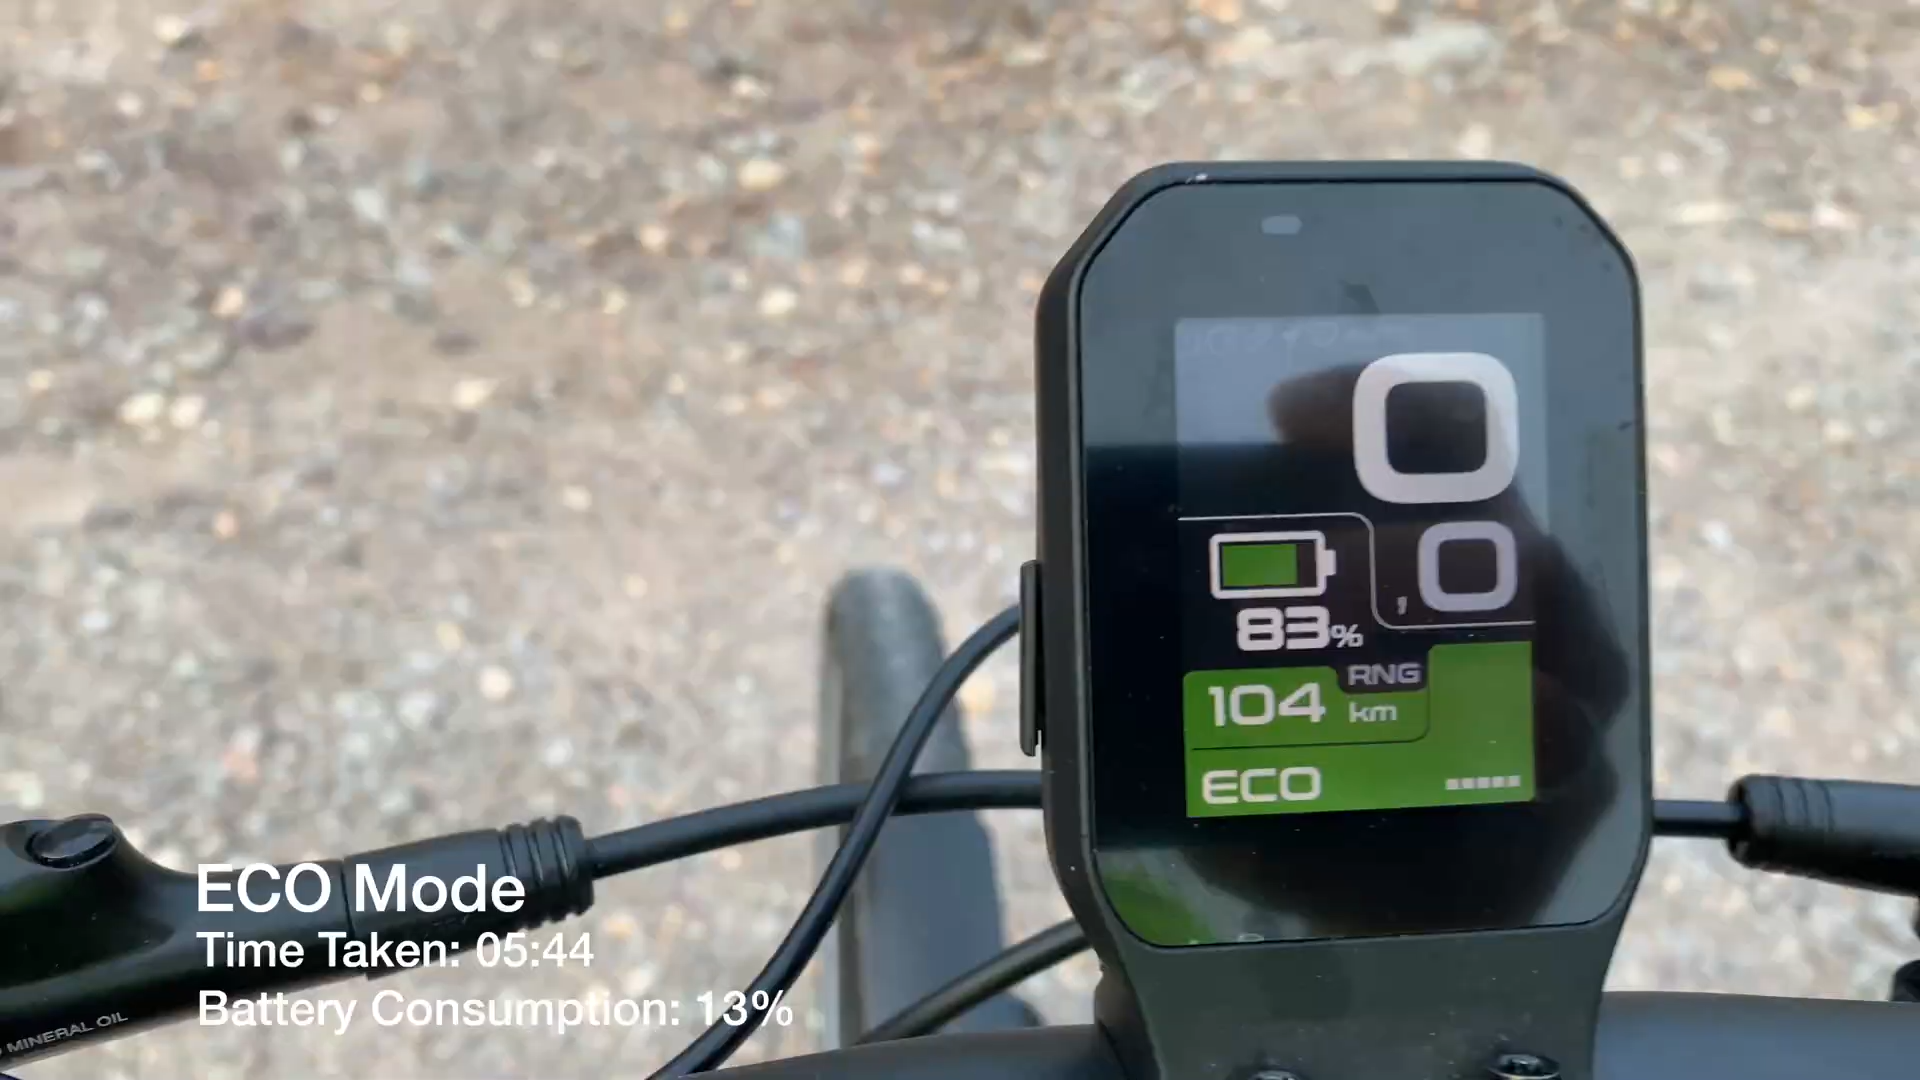 0
,0
83%
RNG
104 km
ECO
ECO Mode
Time Taken: 05:44
Battery Consumption: 13%
MINERAL OIL